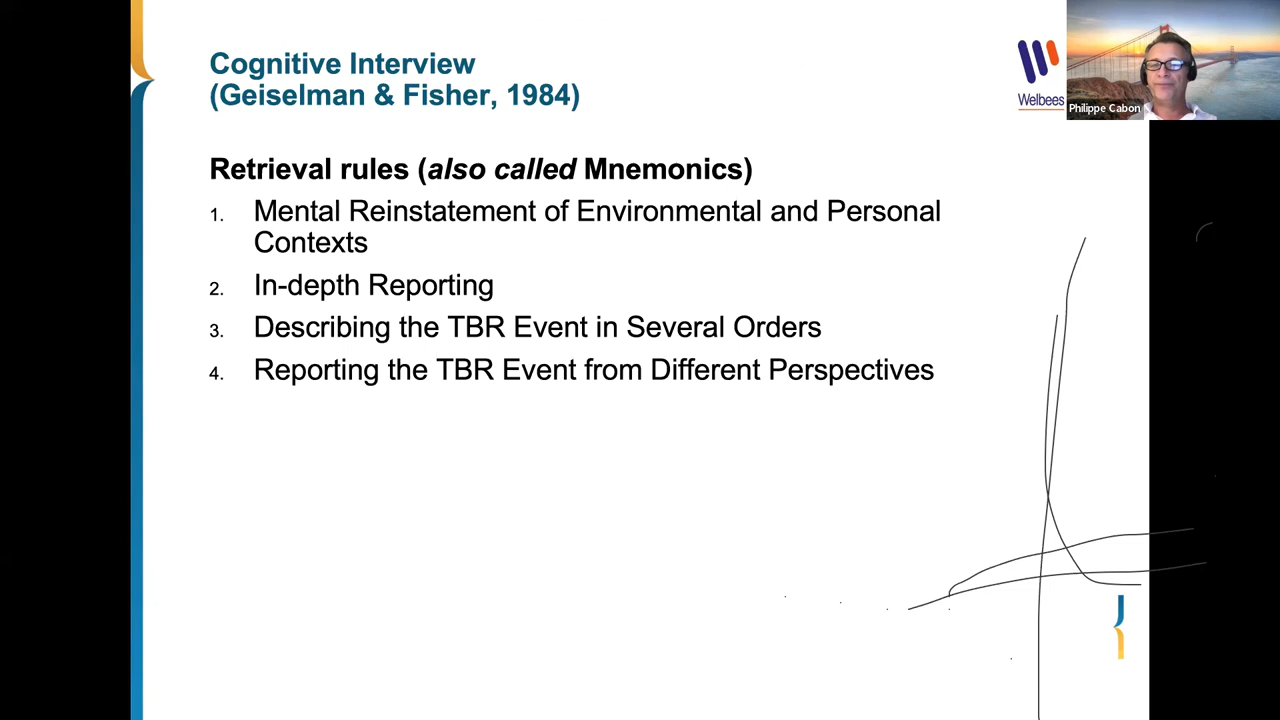 Cognitive Interview
(Geiselman & Fisher, 1984)
Welbees
Philippe Cabon
Retrieval rules (also called Mnemonics)
1. Mental Reinstatement of Environmental and Personal
Contexts
2. In-depth Reporting
3. Describing the TBR Event in Several Orders
4. Reporting the TBR Event from Different Perspectives